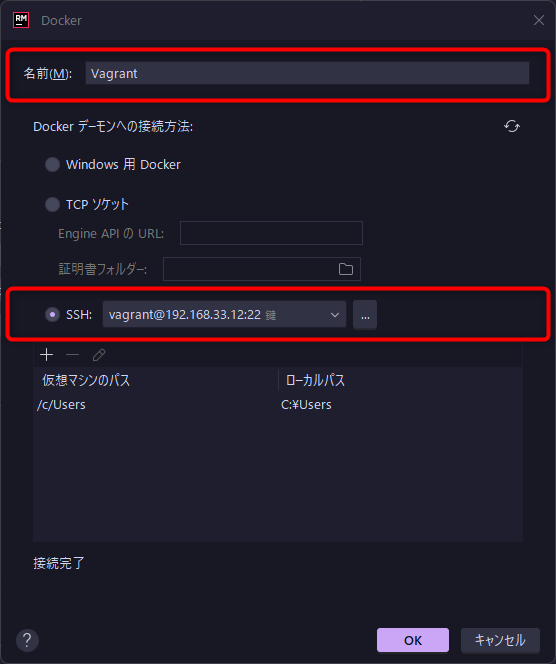 RM Docker
名前(M): Vagrant
Docker デーモンへの接続方法:
Windows 用 Docker
TCP ソケット
Engine API の URL:
証明書フォルダー:
SSH: vagrant@192.168.33.12:22 鍵 ...
仮想マシンのパス ローカルパス
/c/Users C:¥Users
接続完了
? OK キャンセル